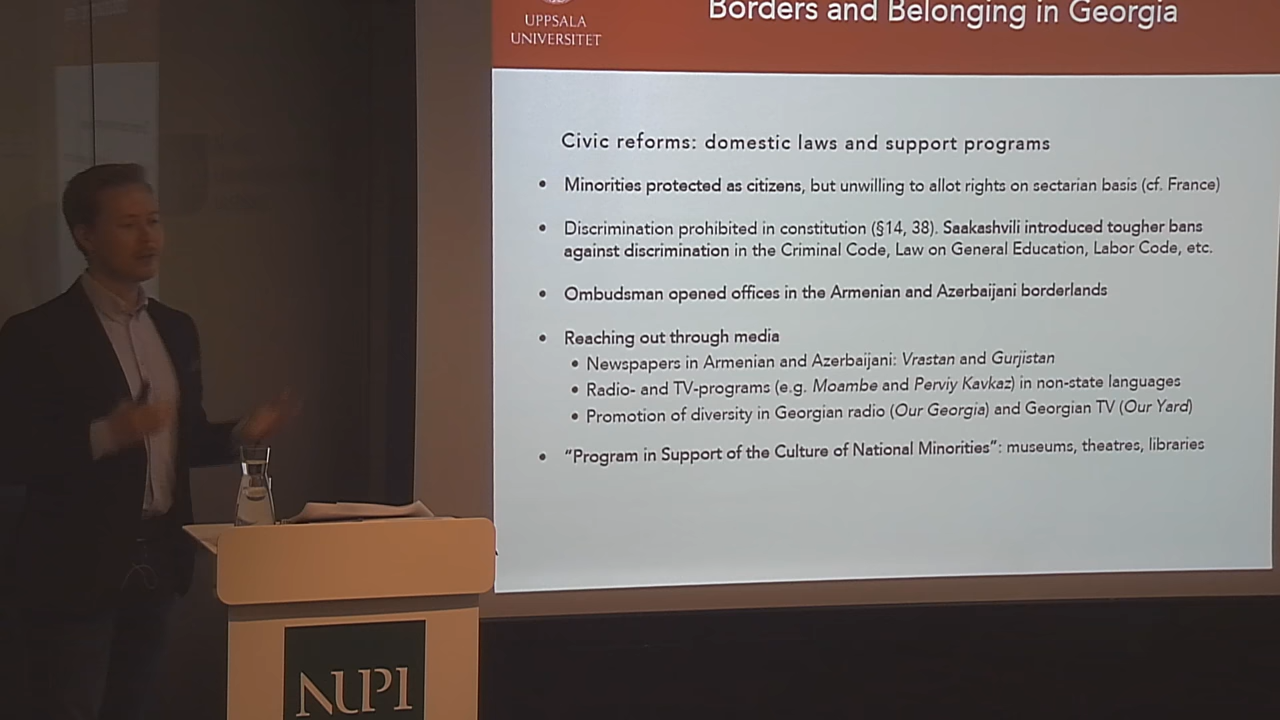 UPPSALA
UNIVERSITET
Borders and Belonging in Georgia
Civic reforms: domestic laws and support programs
• Minorities protected as citizens, but unwilling to allot rights on sectarian basis (cf. France)
• Discrimination prohibited in constitution (§14, 38). Saakashvili introduced tougher bans
against discrimination in the Criminal Code, Law on General Education, Labor Code, etc.
• Ombudsman opened offices in the Armenian and Azerbaijani borderlands
• Reaching out through media
• Newspapers in Armenian and Azerbaijani: Vrastan and Gurjistan
• Radio- and TV-programs (e.g. Moambe and Perviy Kavkaz) in non-state languages
• Promotion of diversity in Georgian radio (Our Georgia) and Georgian TV (Our Yard)
• “Program in Support of the Culture of National Minorities”: museums, theatres, libraries
NUPI